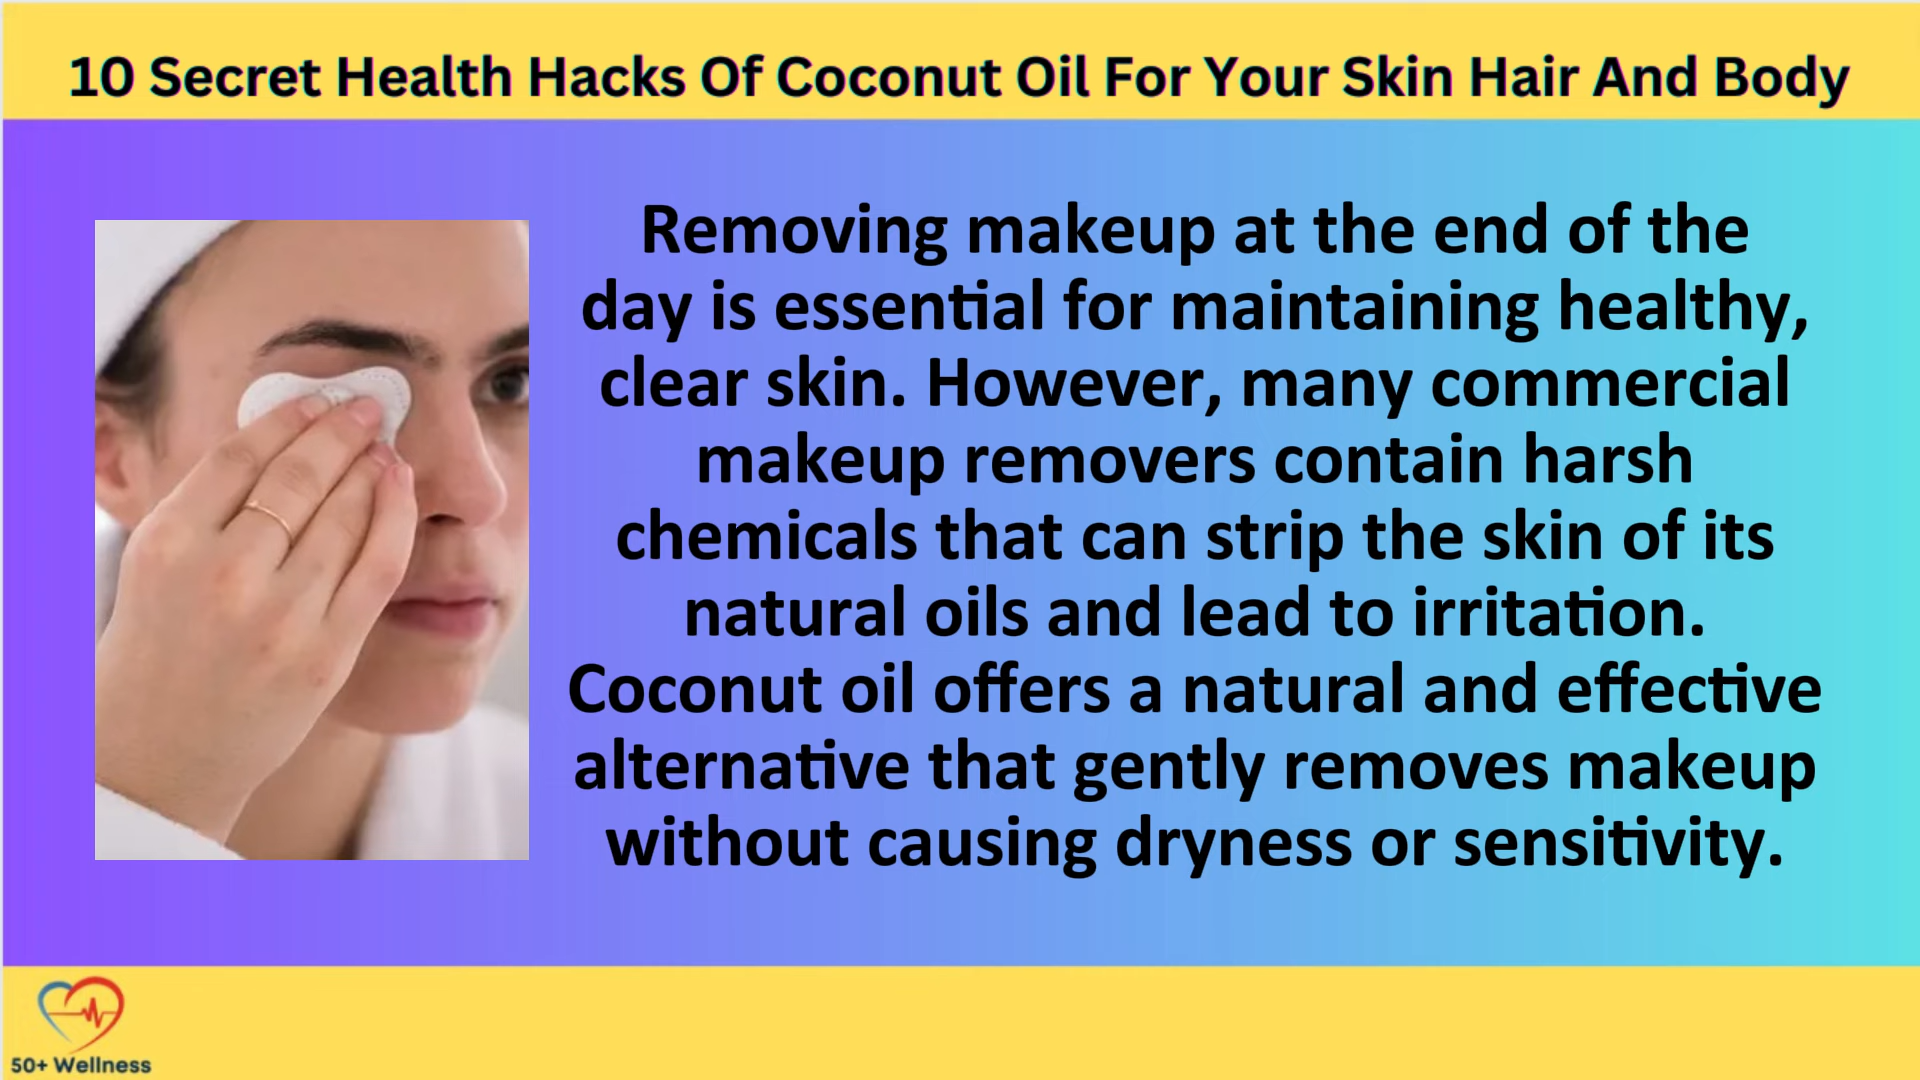 10 Secret Health Hacks Of Coconut Oil For Your Skin Hair And Body
Removing makeup at the end of the
day is essential for maintaining healthy,
clear skin. However, many commercial
makeup removers contain harsh
chemicals that can strip the skin of its
natural oils and lead to irritation.
Coconut oil offers a natural and effective
alternative that gently removes makeup
without causing dryness or sensitivity.
50+ Wellness